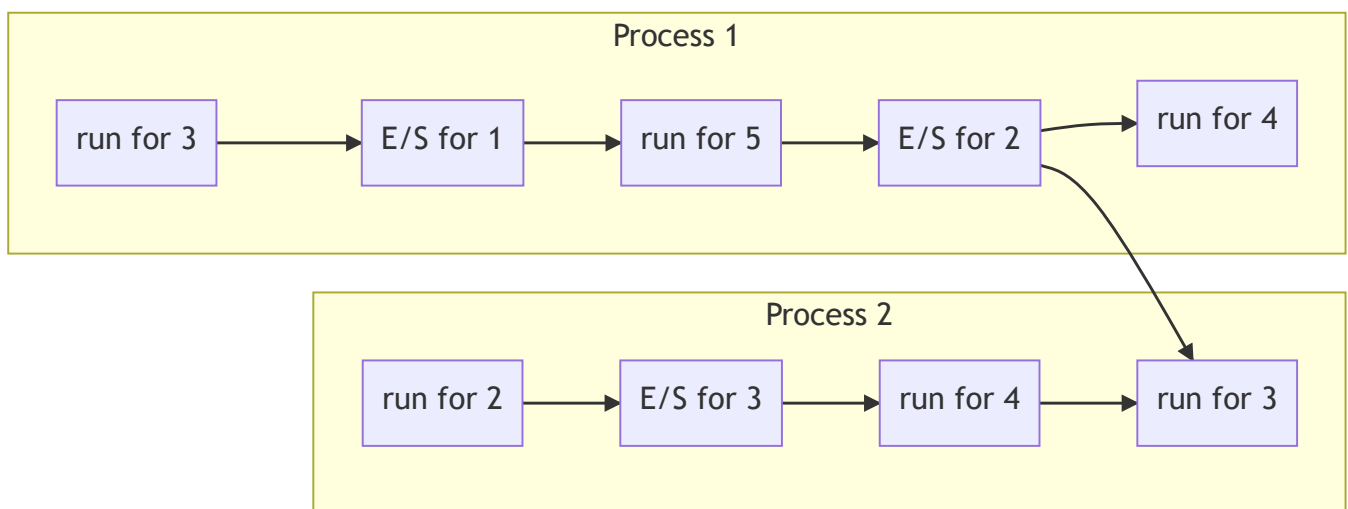 Process 1
run for 3
E/S for 1
run for 5
E/S for 2
run for 4
Process 2
run for 2
E/S for 3
run for 4
run for 3